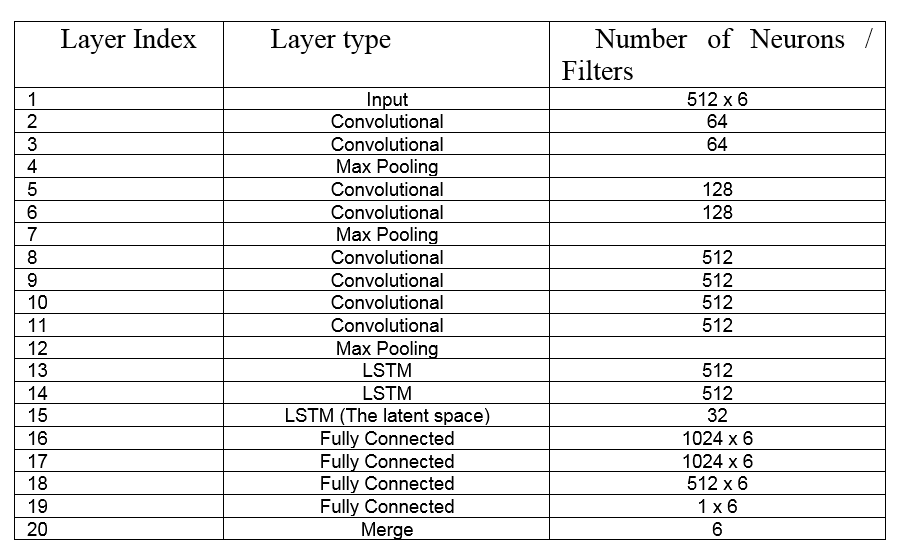 Layer Index Layer type Number of Neurons /
Filters
1 Input 512 x 6
2 Convolutional 64
3 Convolutional 64
4 Max Pooling
5 Convolutional 128
6 Convolutional 128
7 Max Pooling
8 Convolutional 512
9 Convolutional 512
10 Convolutional 512
11 Convolutional 512
12 Max Pooling
13 LSTM 512
14 LSTM 512
15 LSTM (The latent space) 32
16 Fully Connected 1024 x 6
17 Fully Connected 1024 x 6
18 Fully Connected 512 x 6
19 Fully Connected 1 x 6
20 Merge 6